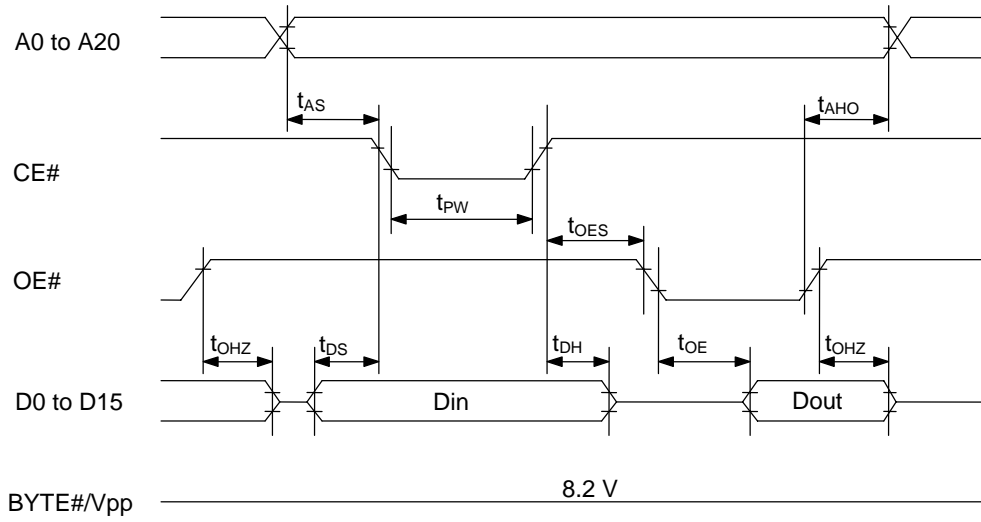 A0 to A20
tAS
tAHO
CE#
tPW
tOES
OE#
tOHZ
tDS
tDH
tOE
tOHZ
D0 to D15
Din
Dout
8.2 V
BYTE#/Vpp